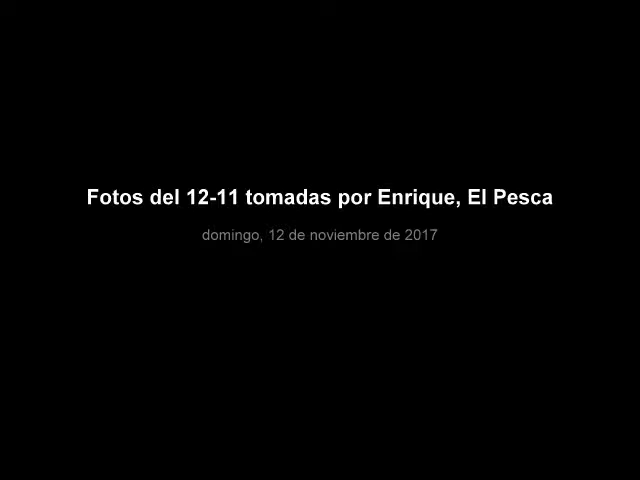 Fotos del 12-11 tomadas por Enrique, El Pesca
domingo, 12 de noviembre de 2017